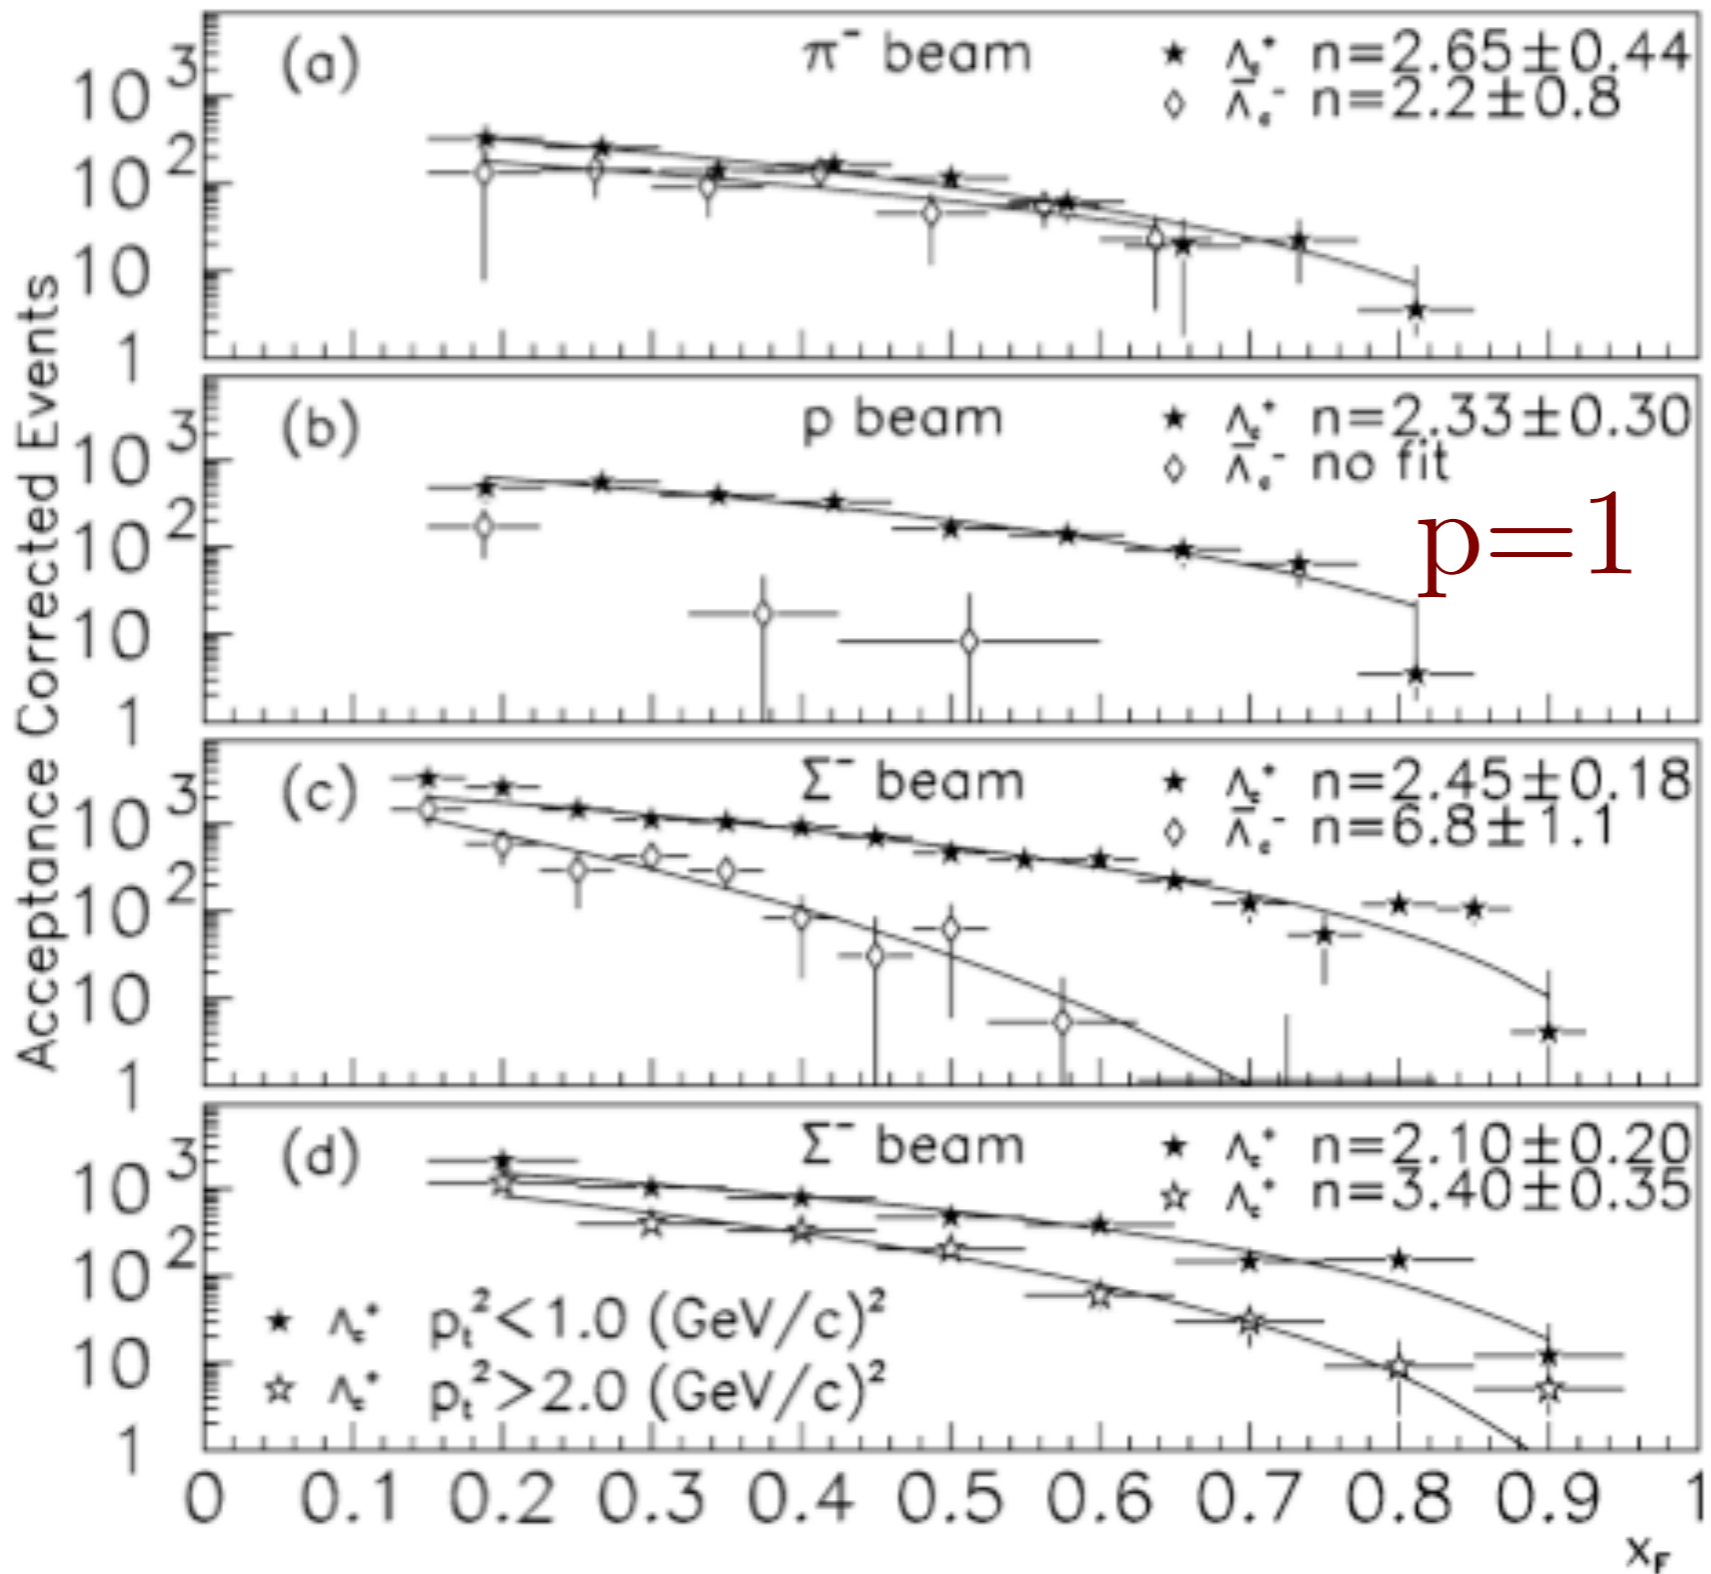 Acceptance Corrected Events
(a) π⁻ beam ★ Λc⁺ n=2.65±0.44
◇ Λ̄c⁻ n=2.2±0.8
10³
10²
10
1
(b) p beam ★ Λc⁺ n=2.33±0.30
◇ Λ̄c⁻ no fit
p=1
10³
10²
10
1
(c) Σ⁻ beam ★ Λc⁺ n=2.45±0.18
◇ Λ̄c⁻ n=6.8±1.1
10³
10²
10
1
(d) Σ⁻ beam ★ Λc⁺ n=2.10±0.20
☆ Λc⁺ n=3.40±0.35
10³
10²
10
1
★ Λc⁺ pt²<1.0 (GeV/c)²
☆ Λc⁺ pt²>2.0 (GeV/c)²
0 0.1 0.2 0.3 0.4 0.5 0.6 0.7 0.8 0.9 1
xF